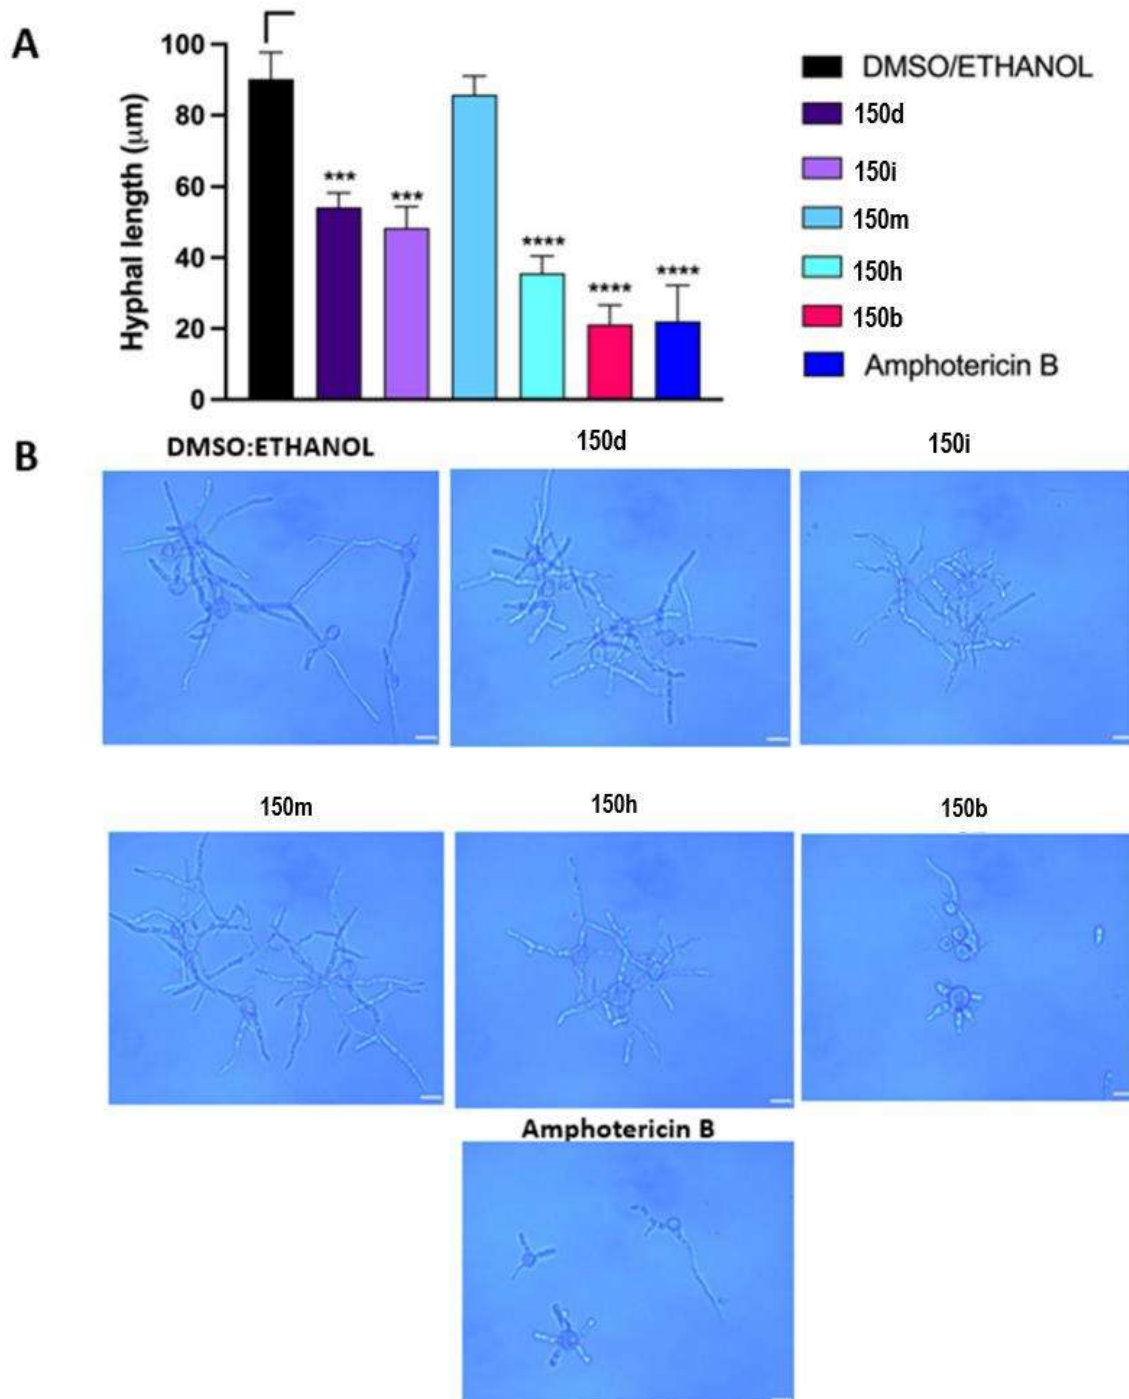 A
Hyphal length (μm)
100
80
60
40
20
0
***
***
****
****
****
DMSO/ETHANOL
150d
150i
150m
150h
150b
Amphotericin B
B
DMSO:ETHANOL
150d
150i
150m
150h
150b
Amphotericin B